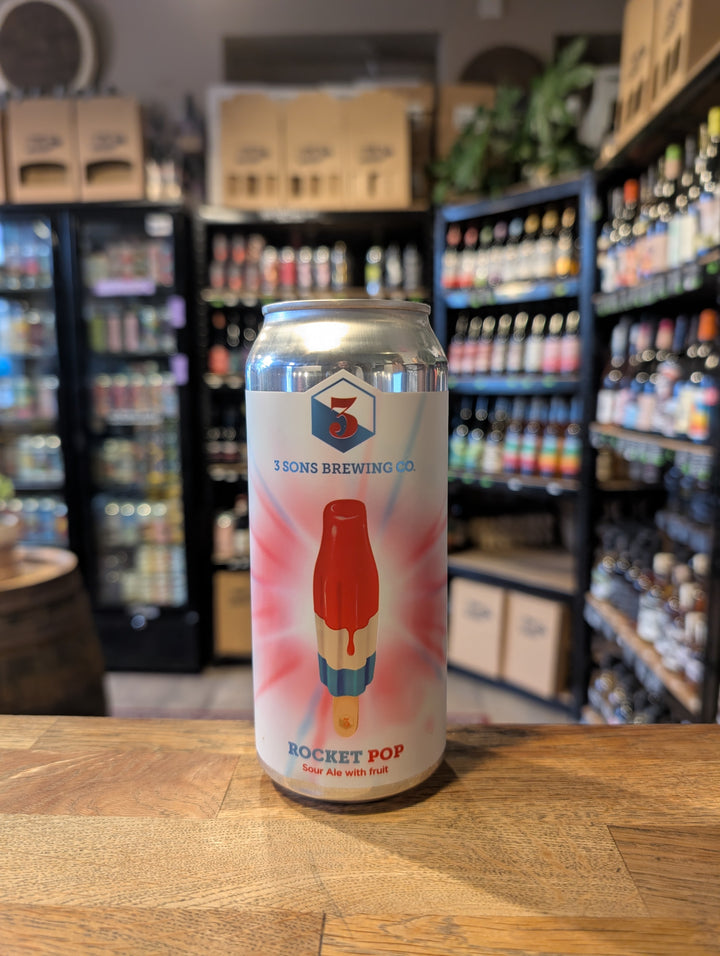 3
3 SONS BREWING CO.
ROCKET POP
Sour Ale with fruit